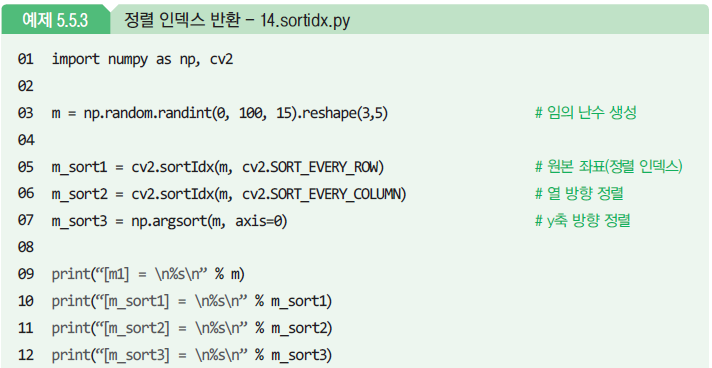 예제 5.5.3 정렬 인덱스 반환 – 14.sortidx.py
01 import numpy as np, cv2
02
03 m = np.random.randint(0, 100, 15).reshape(3,5) # 임의 난수 생성
04
05 m_sort1 = cv2.sortIdx(m, cv2.SORT_EVERY_ROW) # 원본 좌표(정렬 인덱스)
06 m_sort2 = cv2.sortIdx(m, cv2.SORT_EVERY_COLUMN) # 열 방향 정렬
07 m_sort3 = np.argsort(m, axis=0) # y축 방향 정렬
08
09 print(“[m1] = \n%s\n” % m)
10 print(“[m_sort1] = \n%s\n” % m_sort1)
11 print(“[m_sort2] = \n%s\n” % m_sort2)
12 print(“[m_sort3] = \n%s\n” % m_sort3)